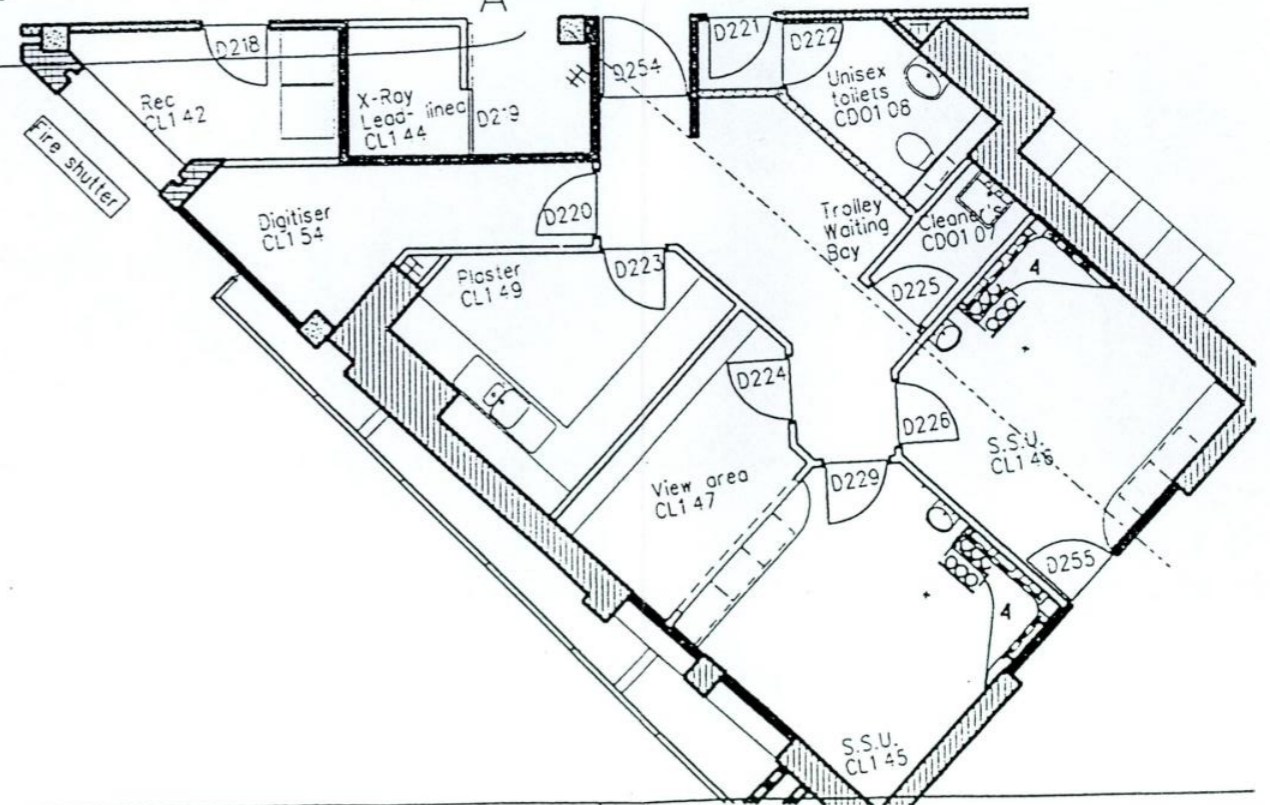 A
D218
D254
D221
D222
Rec
CL1 42
X-Ray
Lead- lined
CL1 44
D219
Unisex
toilets
CD01 08
Fire shutter
Digitiser
CL1 54
D220
Trolley
Waiting
Bay
Cleaner's
CD01 07
Plaster
CL1 49
D223
D225
4
D224
D226
S.S.U.
CL1 46
View area
CL1 47
D229
D255
4
S.S.U.
CL1 45